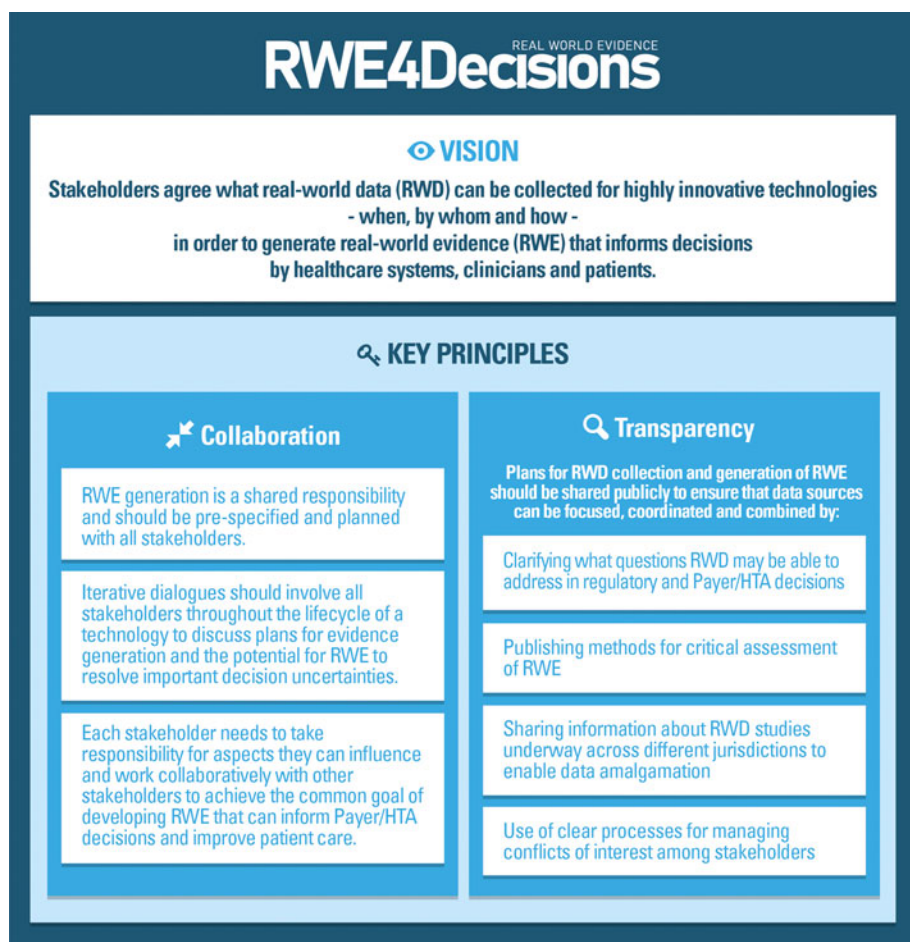 REAL WORLD EVIDENCE
RWE4Decisions
VISION
Stakeholders agree what real-world data (RWD) can be collected for highly innovative technologies
- when, by whom and how -
in order to generate real-world evidence (RWE) that informs decisions
by healthcare systems, clinicians and patients.
KEY PRINCIPLES
Collaboration
RWE generation is a shared responsibility
and should be pre-specified and planned
with all stakeholders.
Iterative dialogues should involve all
stakeholders throughout the lifecycle of a
technology to discuss plans for evidence
generation and the potential for RWE to
resolve important decision uncertainties.
Each stakeholder needs to take
responsibility for aspects they can influence
and work collaboratively with other
stakeholders to achieve the common goal of
developing RWE that can inform Payer/HTA
decisions and improve patient care.
Transparency
Plans for RWD collection and generation of RWE
should be shared publicly to ensure that data sources
can be focused, coordinated and combined by:
Clarifying what questions RWD may be able to
address in regulatory and Payer/HTA decisions
Publishing methods for critical assessment
of RWE
Sharing information about RWD studies
underway across different jurisdictions to
enable data amalgamation
Use of clear processes for managing
conflicts of interest among stakeholders